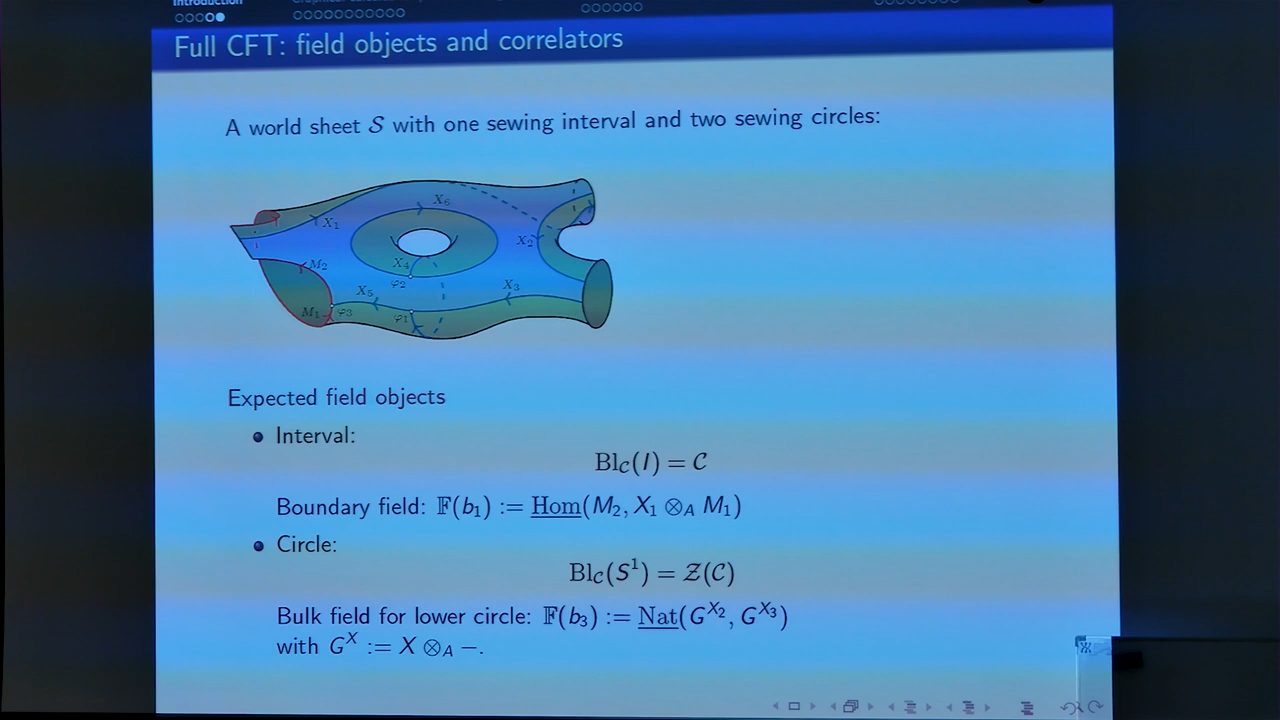 Introduction
Full CFT: field objects and correlators
A world sheet 𝒮 with one sewing interval and two sewing circles:
X₆
X₁
X₂
M₂
X₄
φ₂
X₅
X₃
M₁
φ₃
φ₁
Expected field objects
Interval:
Bl_𝒞(I) = 𝒞
Boundary field: 𝔽(b₁) := Hom(M₂, X₁ ⊗_A M₁)
Circle:
Bl_𝒞(S¹) = 𝒵(𝒞)
Bulk field for lower circle: 𝔽(b₃) := Nat(G^{X₂}, G^{X₃})
with G^X := X ⊗_A −.